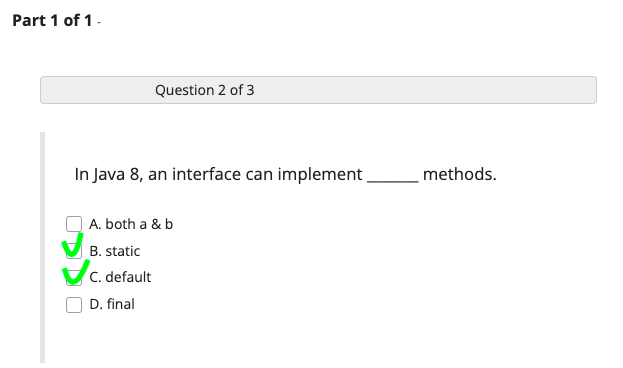 Part 1 of 1 -
Question 2 of 3
In Java 8, an interface can implement _______ methods.
A. both a & b
B. static
C. default
D. final